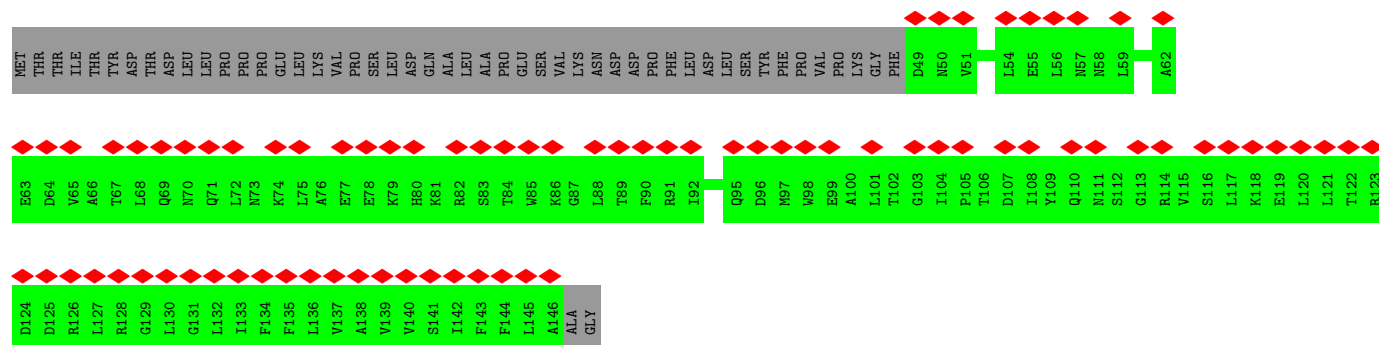 MET THR THR ILE THR TYR ASP THR ASP LEU LEU PRO PRO PRO GLU LEU LYS VAL PRO SER LEU ASP GLN ALA LEU ALA PRO GLU SER VAL LYS ASN ASP ASP PRO PHE LEU ASP LEU SER TYR PHE PRO VAL PRO LYS GLY PHE D49 N50 V51 L54 E55 L56 N57 N58 L59 A62
E63 D64 V65 A66 T67 L68 Q69 N70 Q71 L72 N73 K74 L75 A76 E77 E78 K79 H80 K81 R82 S83 T84 W85 K86 G87 L88 T89 F90 R91 I92 Q95 D96 M97 W98 E99 A100 L101 T102 G103 I104 P105 T106 D107 I108 Y109 Q110 N111 S112 G113 R114 V115 S116 L117 K118 E119 L120 L121 T122 R123
D124 D125 R126 L127 R128 G129 L130 G131 L132 I133 F134 F135 L136 V137 A138 V139 V140 S141 I142 F143 F144 L145 A146 ALA GLY